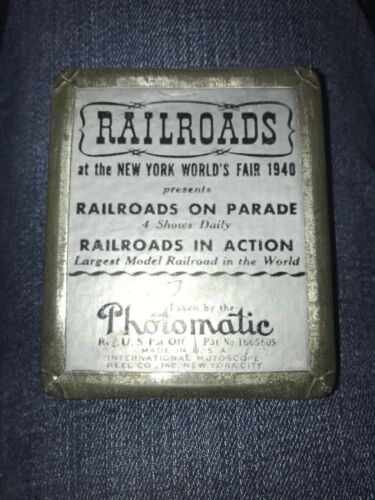 RAILROADS
at the NEW YORK WORLD'S FAIR 1940
presents
RAILROADS ON PARADE
4 Shows Daily
RAILROADS IN ACTION
Largest Model Railroad in the World
Taken by the
Photomatic
Reg. U. S Pat Off Pat No. 1665605
MADE IN U. S. A.
INTERNATIONAL MUTOSCOPE
REEL CO., INC. NEW YORK CITY